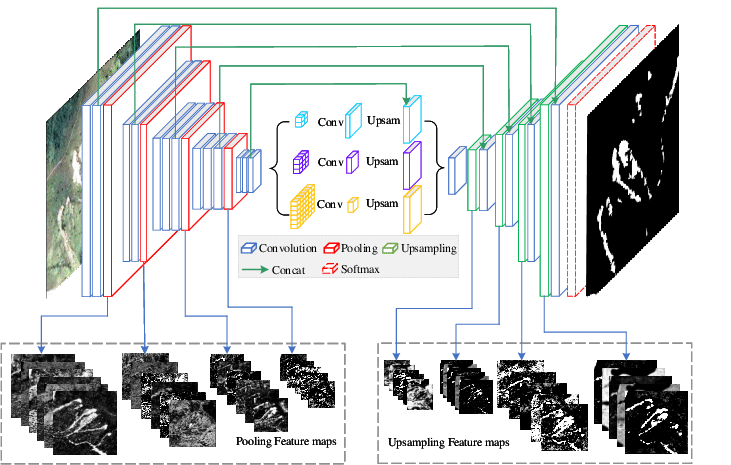 Conv Upsam
Conv Upsam
Conv Upsam
Convolution Pooling Upsampling
Concat Softmax
Pooling Feature maps
Upsampling Feature maps